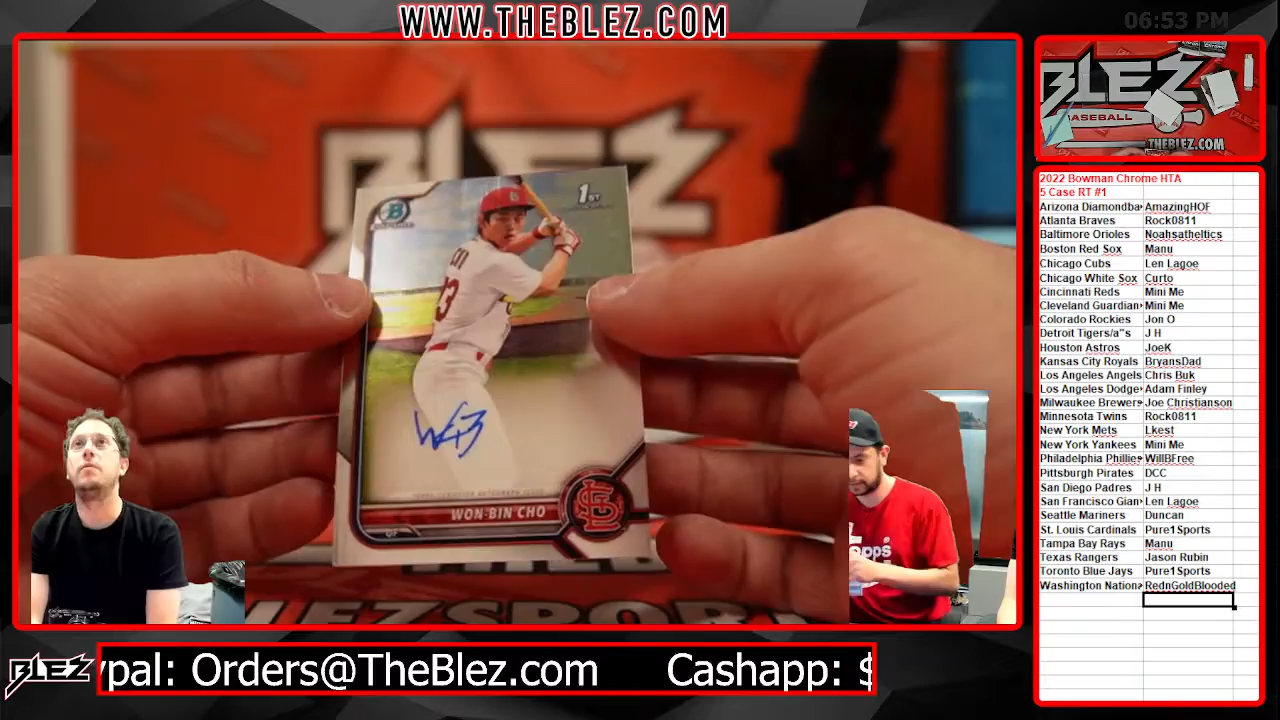 WWW.THEBLEZ.COM
06:53 PM
BLEZ
BLEZ
BASEBALL
THEBLEZ.COM
1ST
B
23
WON-BIN CHO
OF
2022 Bowman Chrome HTA
5 Case RT #1
Arizona Diamondba AmazingHOF
Atlanta Braves Rock0811
Baltimore Orioles Noahsatheltics
Boston Red Sox Manu
Chicago Cubs Len Lagoe
Chicago White Sox Curto
Cincinnati Reds Mini Me
Cleveland Guardian Mini Me
Colorado Rockies Jon O
Detroit Tigers/a"s J H
Houston Astros JoeK
Kansas City Royals BryansDad
Los Angeles Angels Chris Buk
Los Angeles Dodge Adam Finley
Milwaukee Brewers Joe Christianson
Minnesota Twins Rock0811
New York Mets Lkest
New York Yankees Mini Me
Philadelphia Phillie WillBFree
Pittsburgh Pirates DCC
San Diego Padres J H
San Francisco Gian Len Lagoe
Seattle Mariners Duncan
St. Louis Cardinals Pure1Sports
Tampa Bay Rays Manu
Texas Rangers Jason Rubin
Toronto Blue Jays Pure1Sports
Washington Nation RednGoldBlooded
BLEZ
ypal: Orders@TheBlez.com Cashapp: $